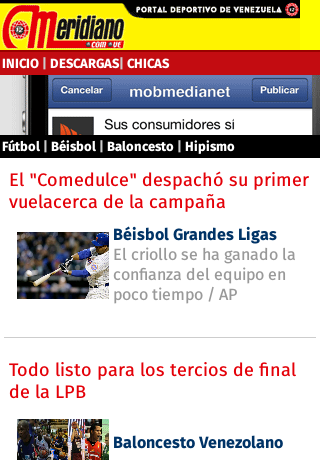 PORTAL DEPORTIVO DE VENEZUELA
Meridiano
.COM.VE
INICIO | DESCARGAS| CHICAS
Cancelar mobmedianet Publicar
Sus consumidores si
Fútbol | Béisbol | Baloncesto | Hipismo
El "Comedulce" despachó su primer
vuelacerca de la campaña
Béisbol Grandes Ligas
El criollo se ha ganado la
confianza del equipo en
poco tiempo / AP
Todo listo para los tercios de final
de la LPB
Baloncesto Venezolano